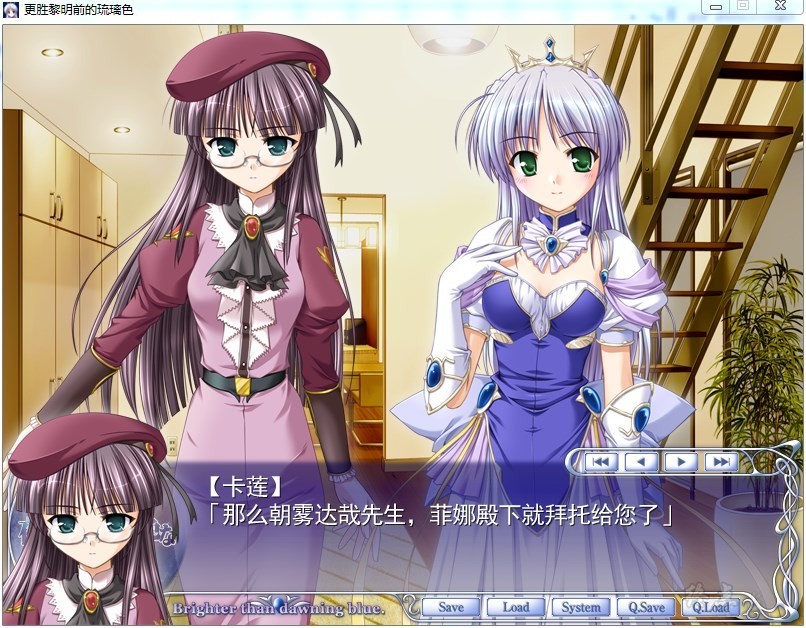 更胜黎明前的琉璃色
【卡莲】
「那么朝雾达哉先生，菲娜殿下就拜托给您了」
Brighter than dawning blue.
Save
Load
System
Q.Save
Q.Load